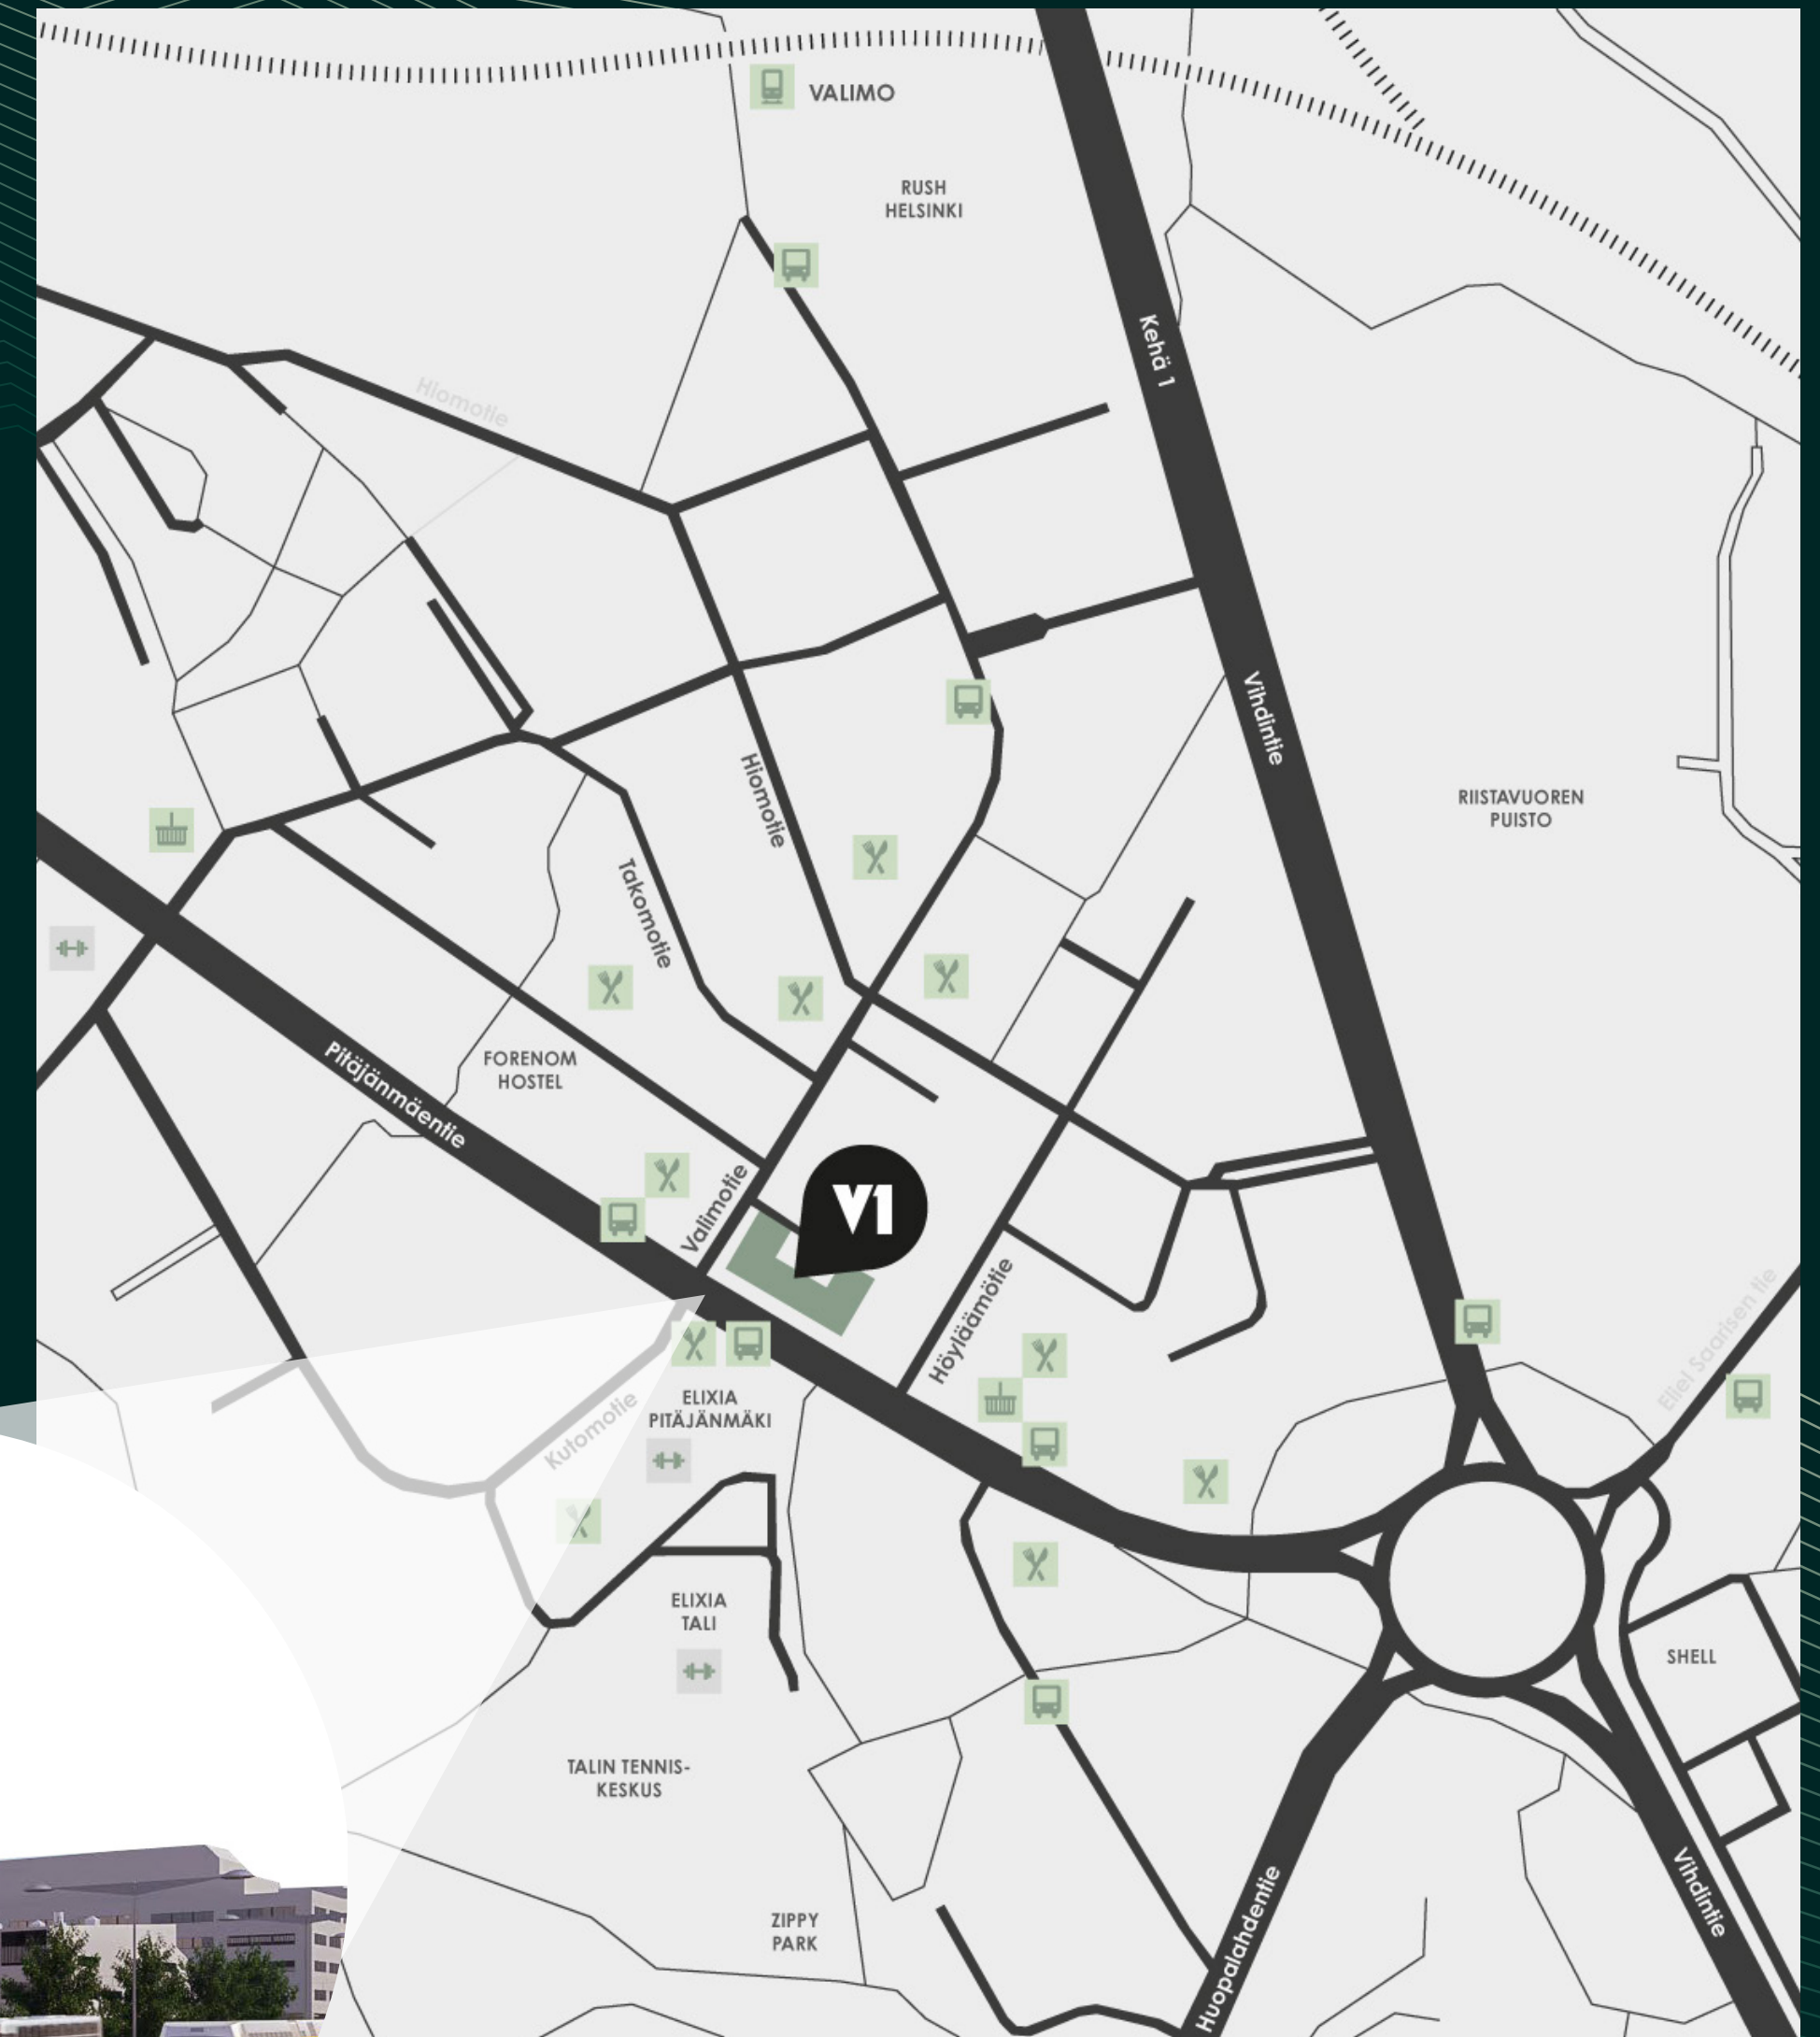 VALIMO
RUSH
HELSINKI
Kehä 1
Hiomotie
Vihdintie
RIISTAVUOREN
PUISTO
Hiomotie
Takomotie
FORENOM
HOSTEL
Pitäjänmäentie
Valimotie
V1
Höyläämötie
Eliel Saarisen tie
ELIXIA
PITÄJÄNMÄKI
Kutomotie
ELIXIA
TALI
SHELL
TALIN TENNIS-
KESKUS
ZIPPY
PARK
Huopalahdentie
Vihdintie